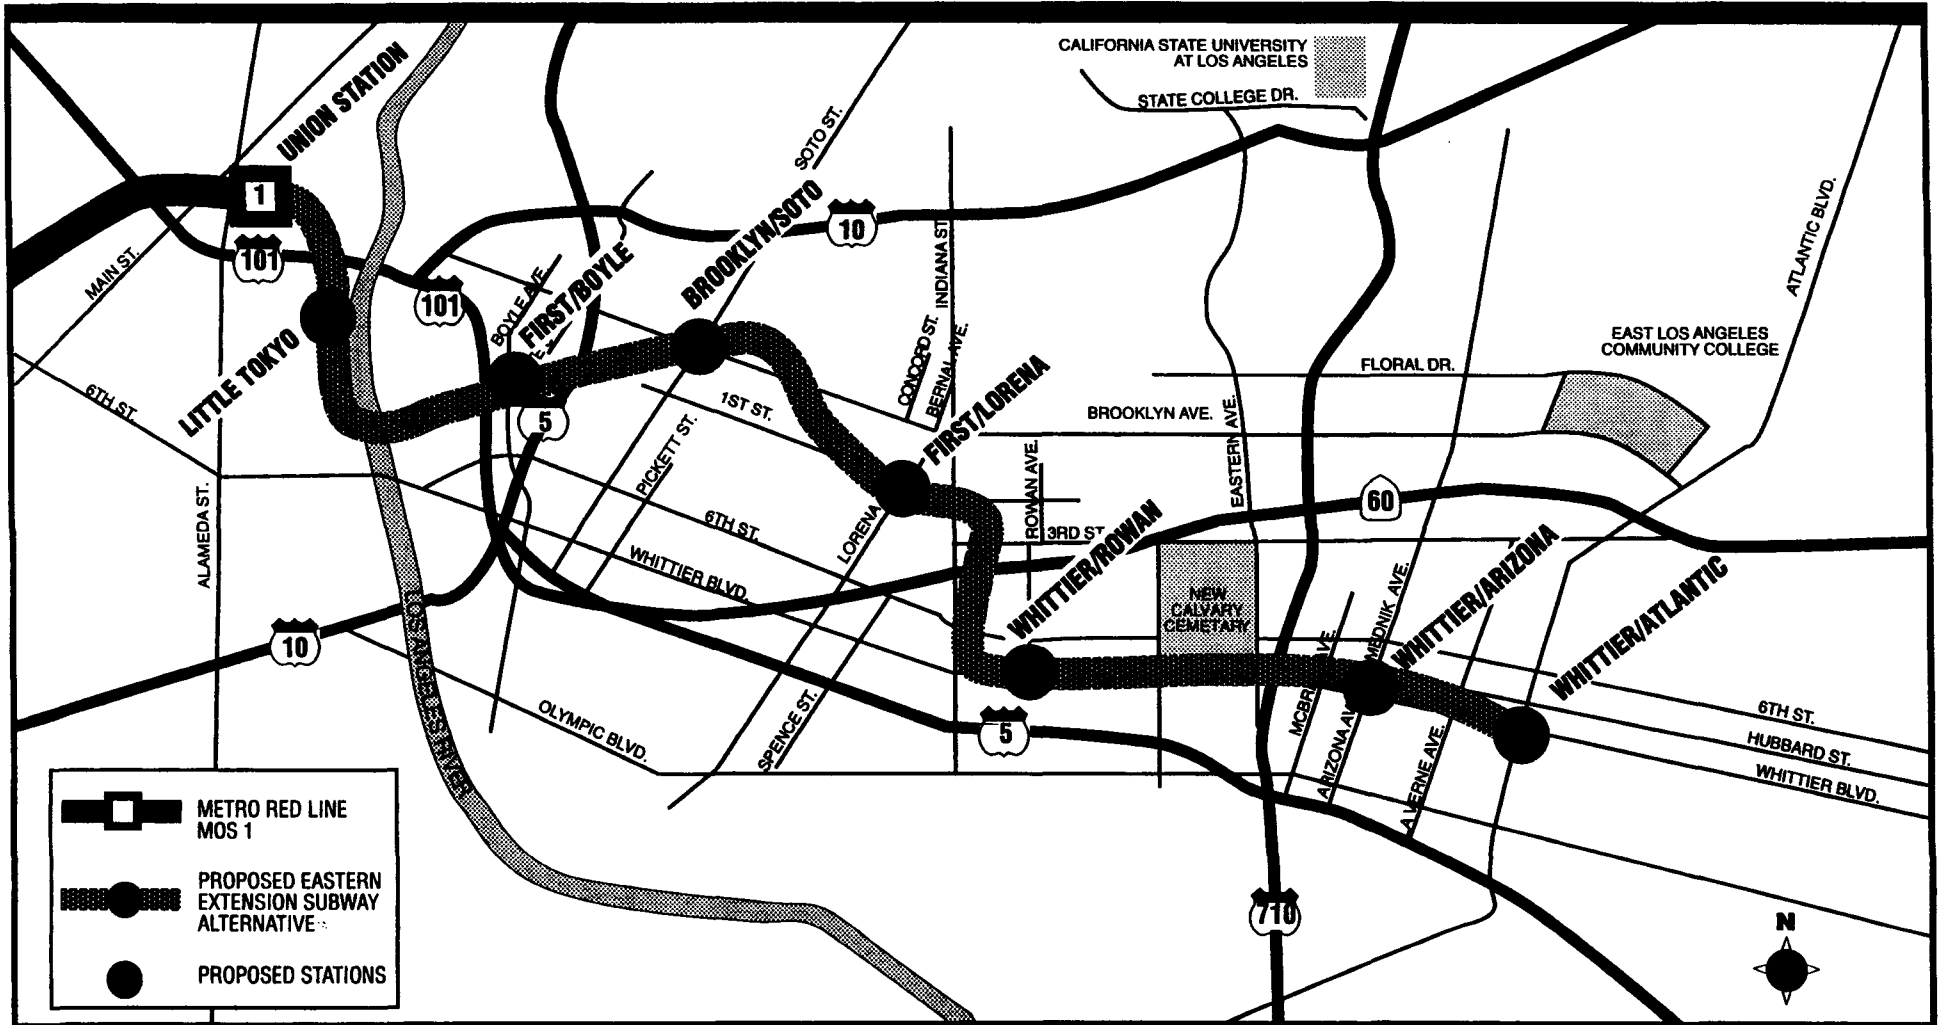 CALIFORNIA STATE UNIVERSITY
AT LOS ANGELES
STATE COLLEGE DR.
UNION STATION
1
SOTO ST.
MAIN ST.
101
101
BOYLE AVE.
FIRST/BOYLE
BROOKLYN/SOTO
10
INDIANA ST.
ATLANTIC BLVD.
LITTLE TOKYO
CONCORD ST.
BERNAL AVE.
FIRST/LORENA
EAST LOS ANGELES
COMMUNITY COLLEGE
FLORAL DR.
BROOKLYN AVE.
EASTERN AVE.
6TH ST.
5
1ST ST.
PICKETT ST.
ROWAN AVE.
60
ALAMEDA ST.
6TH ST.
LORENA
3RD ST.
WHITTIER/ROWAN
WHITTIER BLVD.
NEW
CALVARY
CEMETARY
MEDNIK AVE.
WHITTIER/ARIZONA
WHITTIER/ATLANTIC
10
LOS ANGELES RIVER
OLYMPIC BLVD.
SPENCE ST.
5
ARIZONA AV
6TH ST.
HUBBARD ST.
WHITTIER BLVD.
A VERNE AVE.
710
METRO RED LINE
MOS 1
PROPOSED EASTERN
EXTENSION SUBWAY
ALTERNATIVE
PROPOSED STATIONS
N